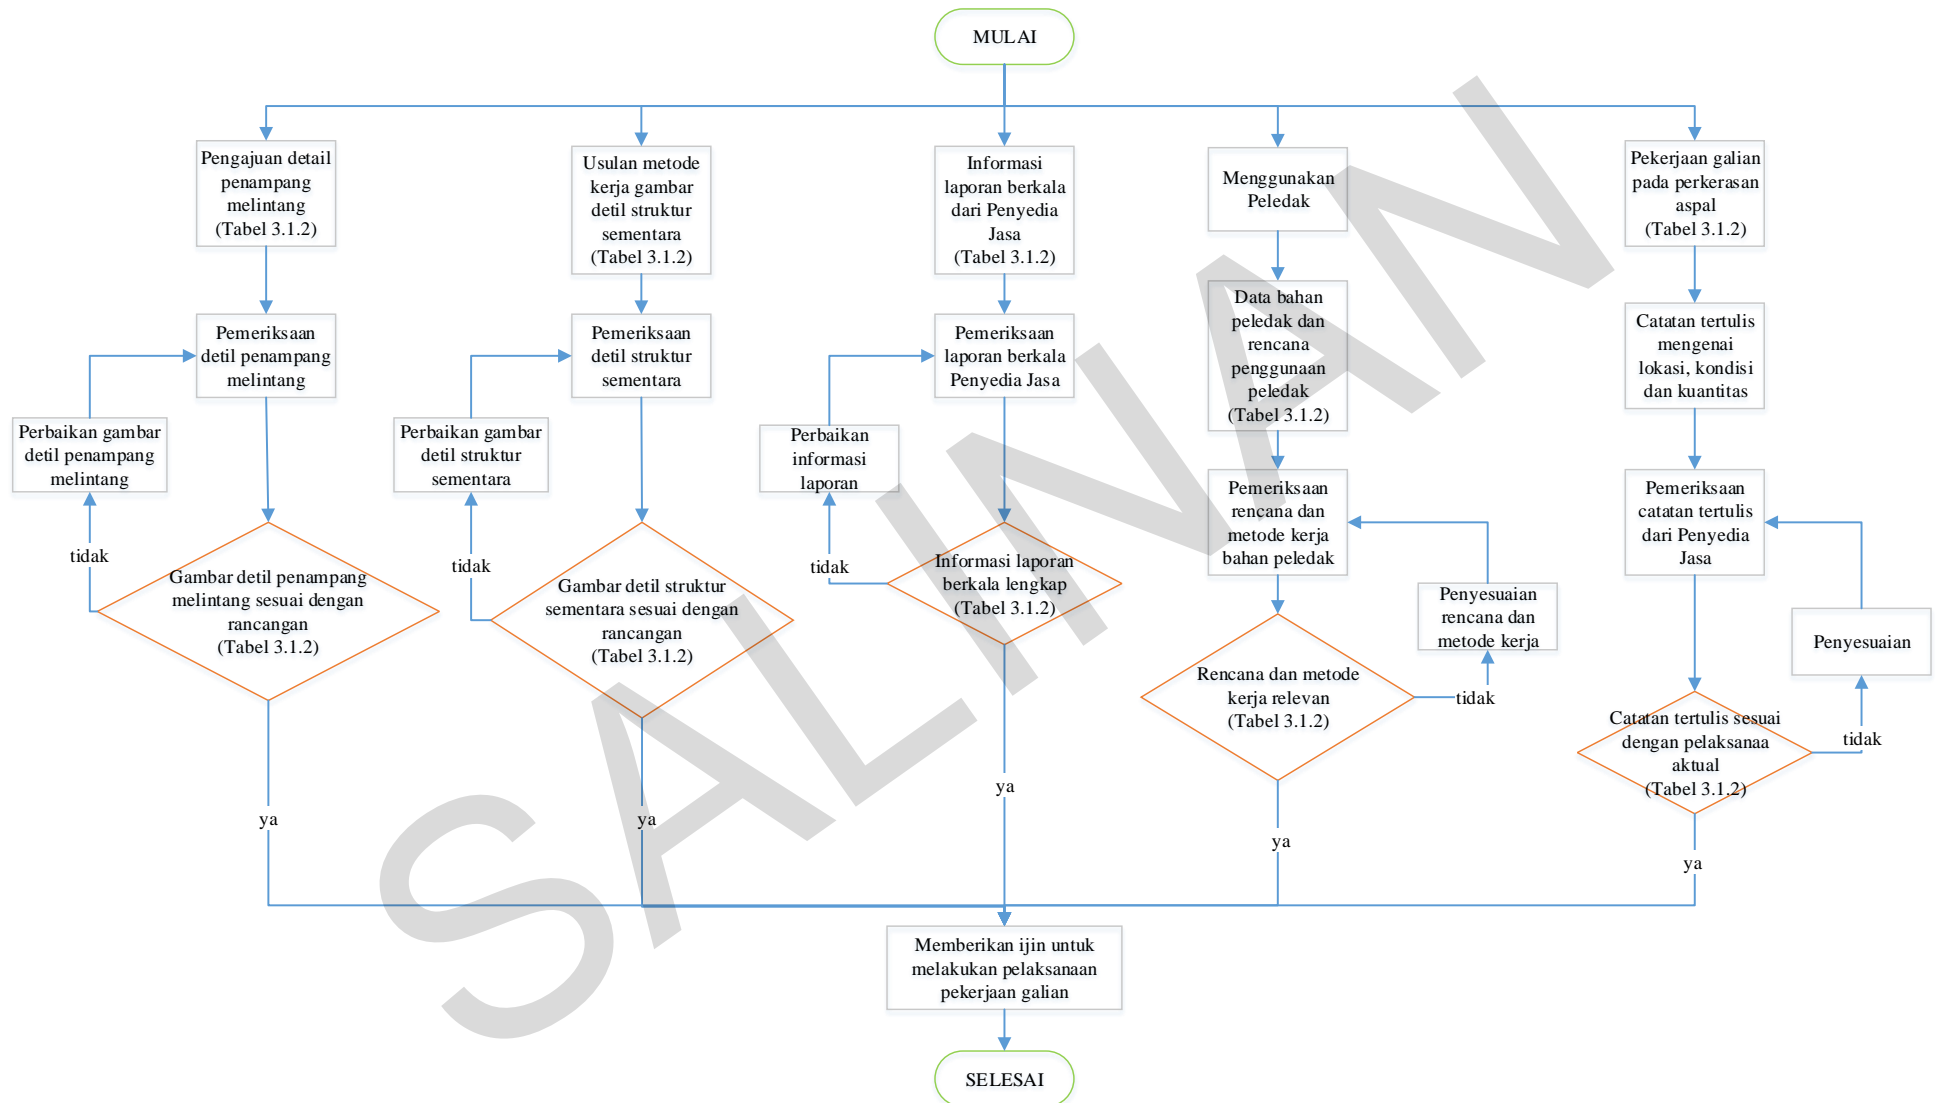 MULAI
Pengajuan detail
penampang
melintang
(Tabel 3.1.2)
Pemeriksaan
detil penampang
melintang
Perbaikan gambar
detil penampang
melintang
tidak
Gambar detil penampang
melintang sesuai dengan
rancangan
(Tabel 3.1.2)
ya
Usulan metode
kerja gambar
detil struktur
sementara
(Tabel 3.1.2)
Pemeriksaan
detil struktur
sementara
Perbaikan gambar
detil struktur
sementara
tidak
Gambar detil struktur
sementara sesuai dengan
rancangan
(Tabel 3.1.2)
ya
Informasi
laporan berkala
dari Penyedia
Jasa
(Tabel 3.1.2)
Pemeriksaan
laporan berkala
Penyedia Jasa
Perbaikan
informasi
laporan
tidak
Informasi laporan
berkala lengkap
(Tabel 3.1.2)
ya
Menggunakan
Peledak
Data bahan
peledak dan
rencana
penggunaan
peledak
(Tabel 3.1.2)
Pemeriksaan
rencana dan
metode kerja
bahan peledak
Penyesuaian
rencana dan
metode kerja
tidak
Rencana dan metode
kerja relevan
(Tabel 3.1.2)
ya
Pekerjaan galian
pada perkerasan
aspal
(Tabel 3.1.2)
Catatan tertulis
mengenai
lokasi, kondisi
dan kuantitas
Pemeriksaan
catatan tertulis
dari Penyedia
Jasa
Penyesuaian
tidak
Catatan tertulis sesuai
dengan pelaksanaa
aktual
(Tabel 3.1.2)
ya
Memberikan ijin untuk
melakukan pelaksanaan
pekerjaan galian
SELESAI
SALINAN